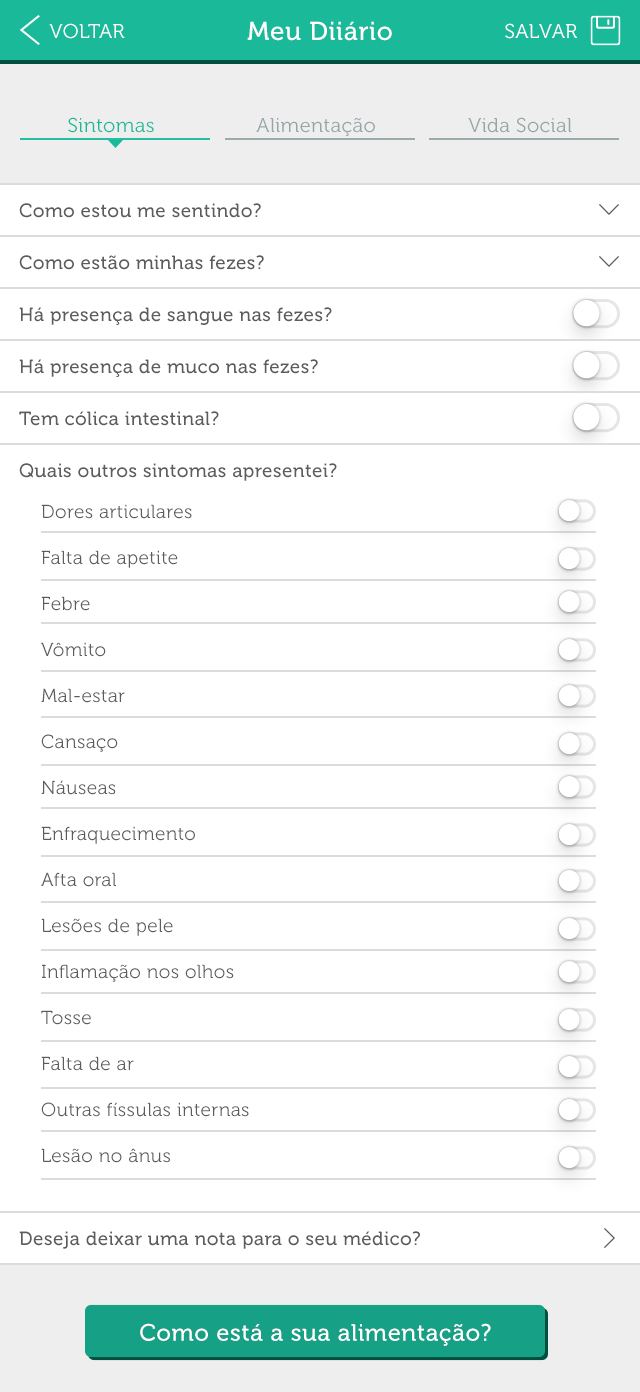 VOLTAR
Meu Diiário
SALVAR
Sintomas
Alimentação
Vida Social
Como estou me sentindo?
Como estão minhas fezes?
Há presença de sangue nas fezes?
Há presença de muco nas fezes?
Tem cólica intestinal?
Quais outros sintomas apresentei?
Dores articulares
Falta de apetite
Febre
Vômito
Mal-estar
Cansaço
Náuseas
Enfraquecimento
Afta oral
Lesões de pele
Inflamação nos olhos
Tosse
Falta de ar
Outras físsulas internas
Lesão no ânus
Deseja deixar uma nota para o seu médico?
Como está a sua alimentação?